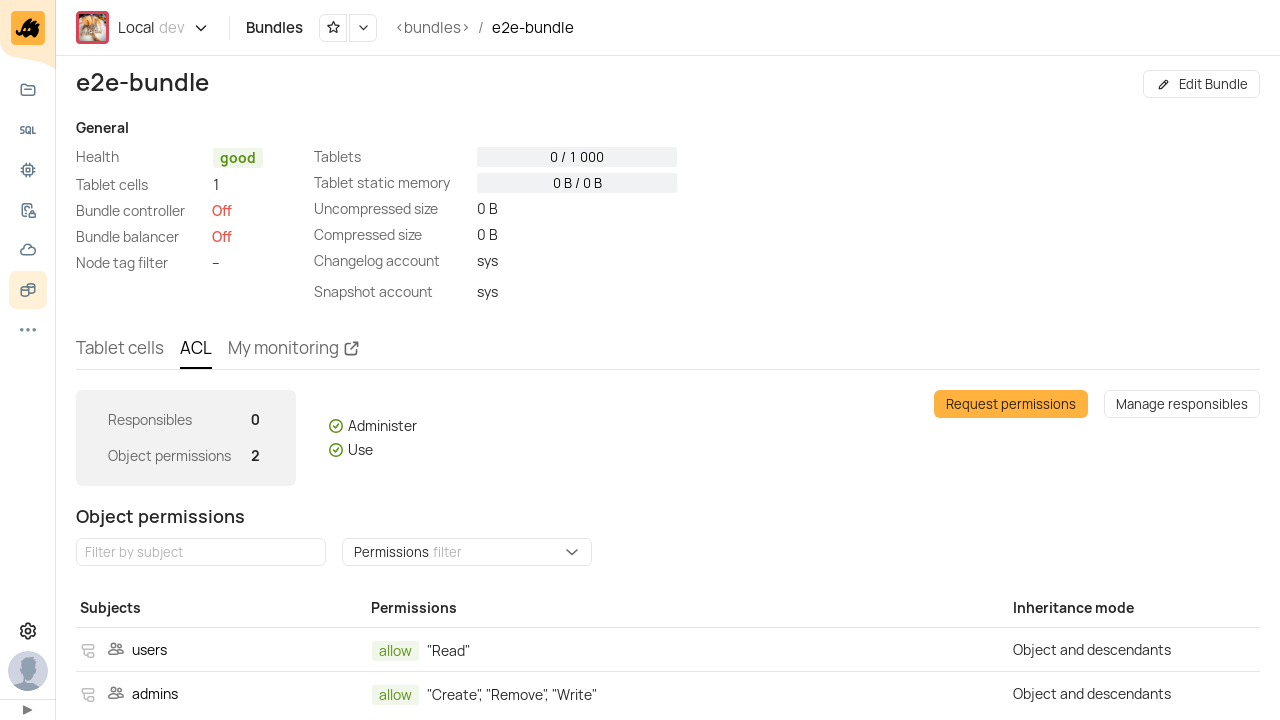 Local dev
Bundles
<bundles> / e2e-bundle
SQL
e2e-bundle
Edit Bundle
General
Health good
Tablet cells 1
Bundle controller Off
Bundle balancer Off
Node tag filter –
Tablets 0 / 1 000
Tablet static memory 0 B / 0 B
Uncompressed size 0 B
Compressed size 0 B
Changelog account sys
Snapshot account sys
Tablet cells ACL My monitoring
Responsibles 0
Object permissions 2
Administer
Use
Request permissions
Manage responsibles
Object permissions
Filter by subject
Permissions filter
Subjects Permissions Inheritance mode
users allow "Read" Object and descendants
admins allow "Create", "Remove", "Write" Object and descendants